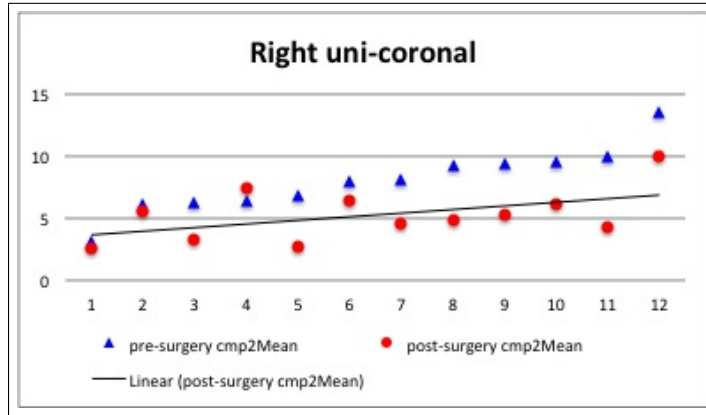 Right uni-coronal
15
10
5
0
1 2 3 4 5 6 7 8 9 10 11 12
pre-surgery cmp2Mean post-surgery cmp2Mean
Linear (post-surgery cmp2Mean)